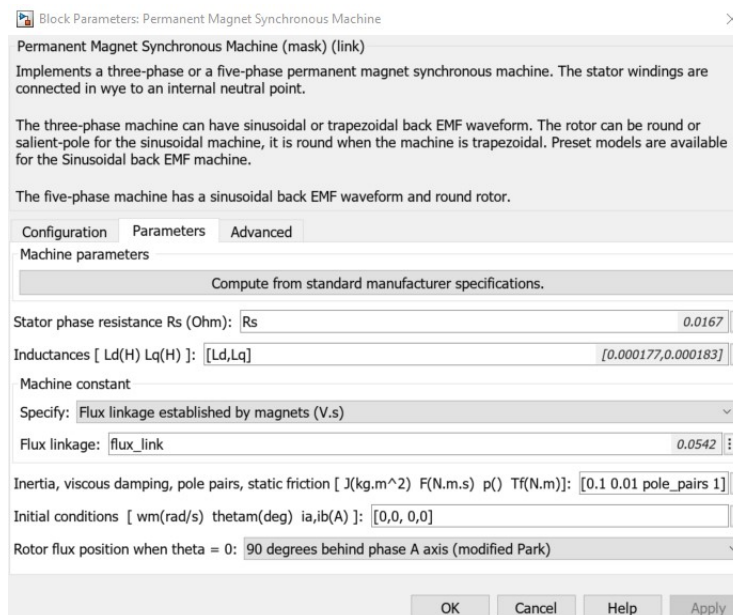 Block Parameters: Permanent Magnet Synchronous Machine
Permanent Magnet Synchronous Machine (mask) (link)
Implements a three-phase or a five-phase permanent magnet synchronous machine. The stator windings are
connected in wye to an internal neutral point.
The three-phase machine can have sinusoidal or trapezoidal back EMF waveform. The rotor can be round or
salient-pole for the sinusoidal machine, it is round when the machine is trapezoidal. Preset models are available
for the Sinusoidal back EMF machine.
The five-phase machine has a sinusoidal back EMF waveform and round rotor.
Configuration Parameters Advanced
Machine parameters
Compute from standard manufacturer specifications.
Stator phase resistance Rs (Ohm): Rs 0.0167
Inductances [ Ld(H) Lq(H) ]: [Ld,Lq] [0.000177,0.000183]
Machine constant
Specify: Flux linkage established by magnets (V.s)
Flux linkage: flux_link 0.0542
Inertia, viscous damping, pole pairs, static friction [ J(kg.m^2) F(N.m.s) p() Tf(N.m)]: [0.1 0.01 pole_pairs 1]
Initial conditions [ wm(rad/s) thetam(deg) ia,ib(A) ]: [0,0, 0,0]
Rotor flux position when theta = 0: 90 degrees behind phase A axis (modified Park)
OK Cancel Help Apply